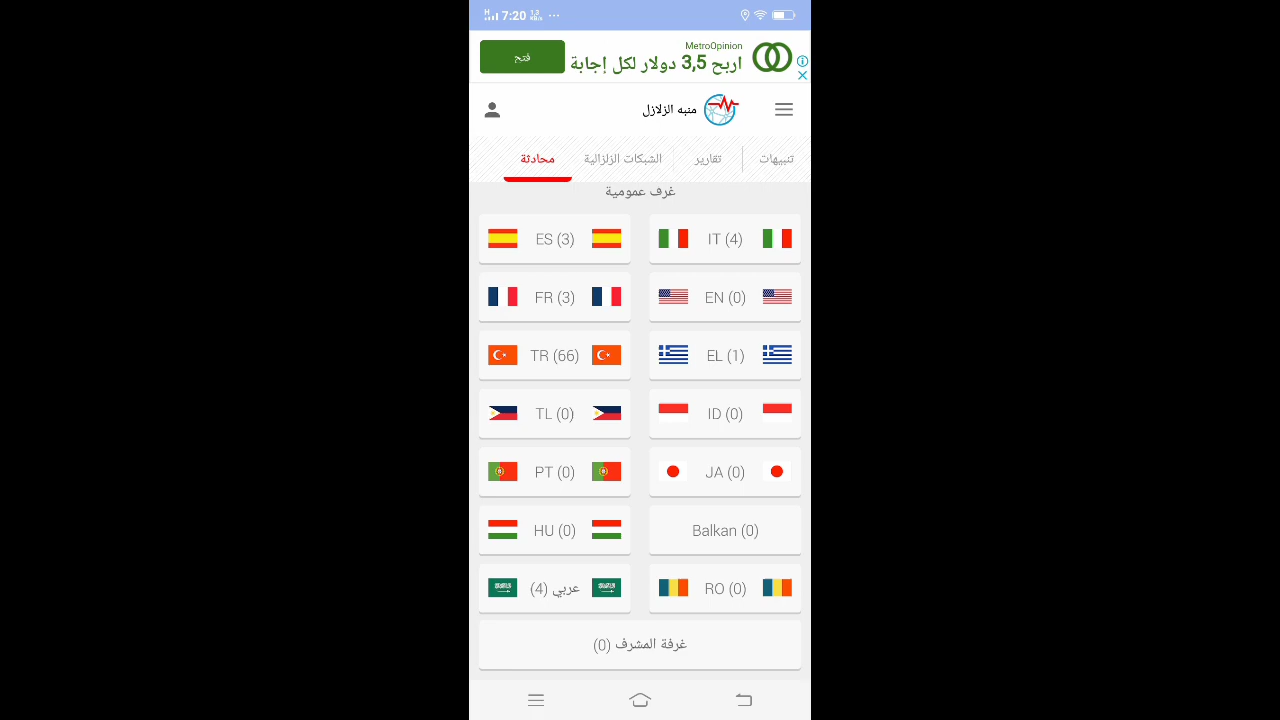 7:20
MetroOpinion
اربح 3,5 دولار لكل إجابة
فتح
منبه الزلازل
تنبيهات
تقارير
الشبكات الزلزالية
محادثة
غرف عمومية
ES (3)
IT (4)
FR (3)
EN (0)
TR (66)
EL (1)
TL (0)
ID (0)
PT (0)
JA (0)
HU (0)
Balkan (0)
عربي (4)
RO (0)
غرفة المشرف (0)